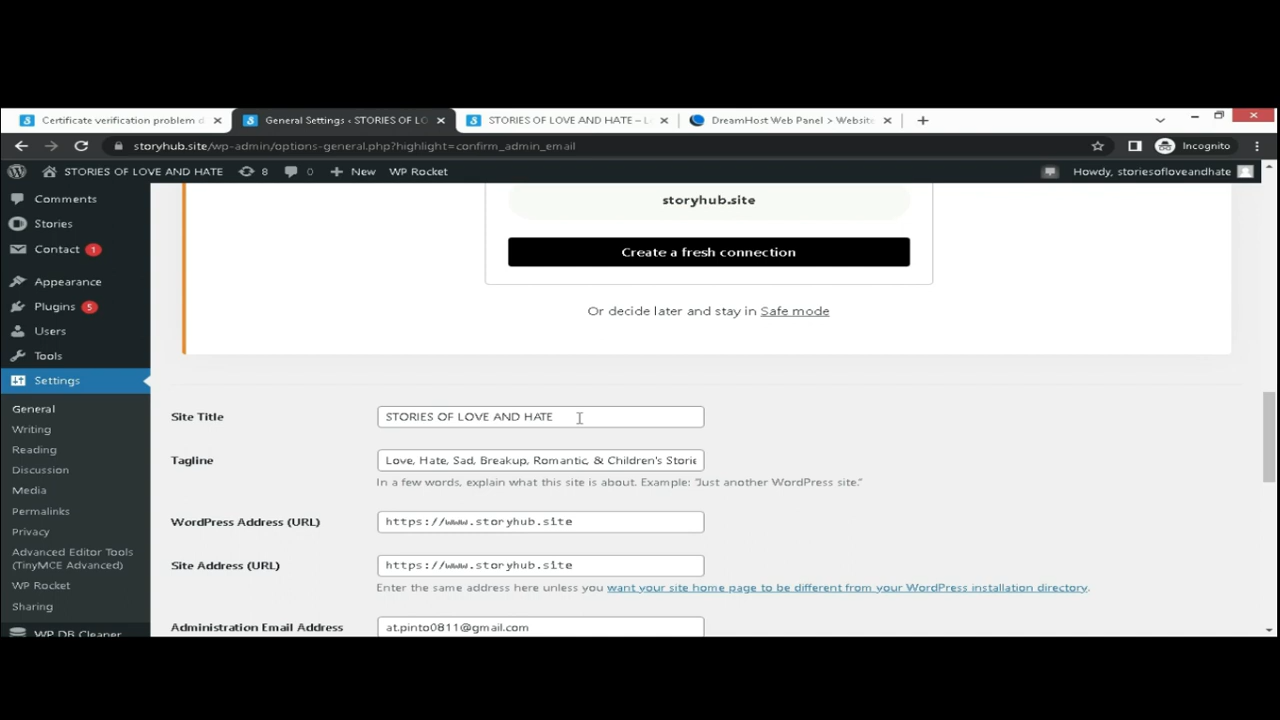 Certificate verification problem d
General Settings ‹ STORIES OF LO
STORIES OF LOVE AND HATE – L
DreamHost Web Panel > Website
storyhub.site/wp-admin/options-general.php?highlight=confirm_admin_email
Incognito
STORIES OF LOVE AND HATE
8
0
New
WP Rocket
Howdy, storiesofloveandhate
Comments
Stories
Contact 1
Appearance
Plugins 5
Users
Tools
Settings
General
Writing
Reading
Discussion
Media
Permalinks
Privacy
Advanced Editor Tools
(TinyMCE Advanced)
WP Rocket
Sharing
WP DB Cleaner
storyhub.site
Create a fresh connection
Or decide later and stay in Safe mode
Site Title
STORIES OF LOVE AND HATE
Tagline
Love, Hate, Sad, Breakup, Romantic, & Children's Storie
In a few words, explain what this site is about. Example: "Just another WordPress site."
WordPress Address (URL)
https://www.storyhub.site
Site Address (URL)
https://www.storyhub.site
Enter the same address here unless you want your site home page to be different from your WordPress installation directory.
Administration Email Address
at.pinto0811@gmail.com